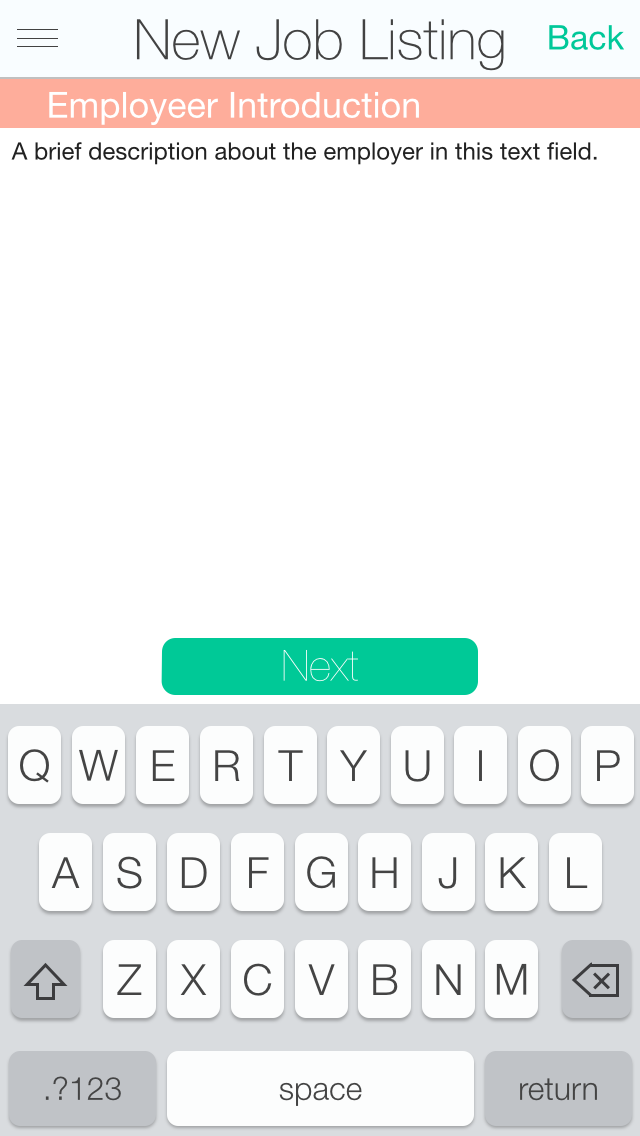 New Job Listing Back
Employeer Introduction
A brief description about the employer in this text field.
Next
Q W E R T Y U I O P
A S D F G H J K L
Z X C V B N M
.?123 space return